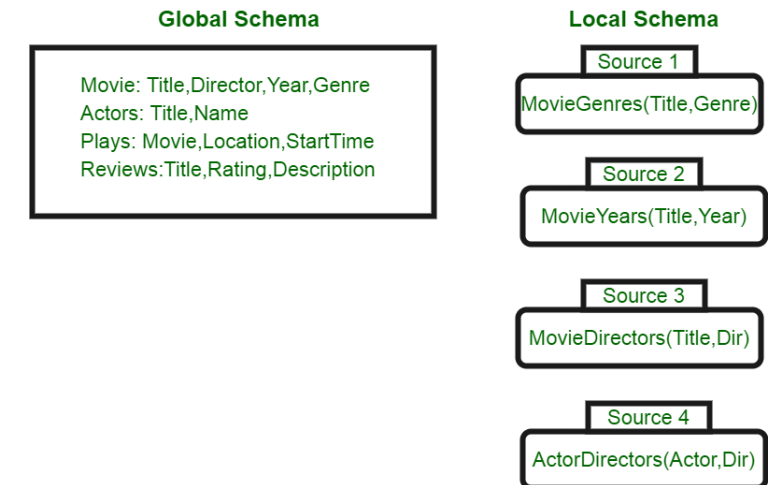 Global Schema
Movie: Title,Director,Year,Genre
Actors: Title,Name
Plays: Movie,Location,StartTime
Reviews:Title,Rating,Description
Local Schema
Source 1
MovieGenres(Title,Genre)
Source 2
MovieYears(Title,Year)
Source 3
MovieDirectors(Title,Dir)
Source 4
ActorDirectors(Actor,Dir)